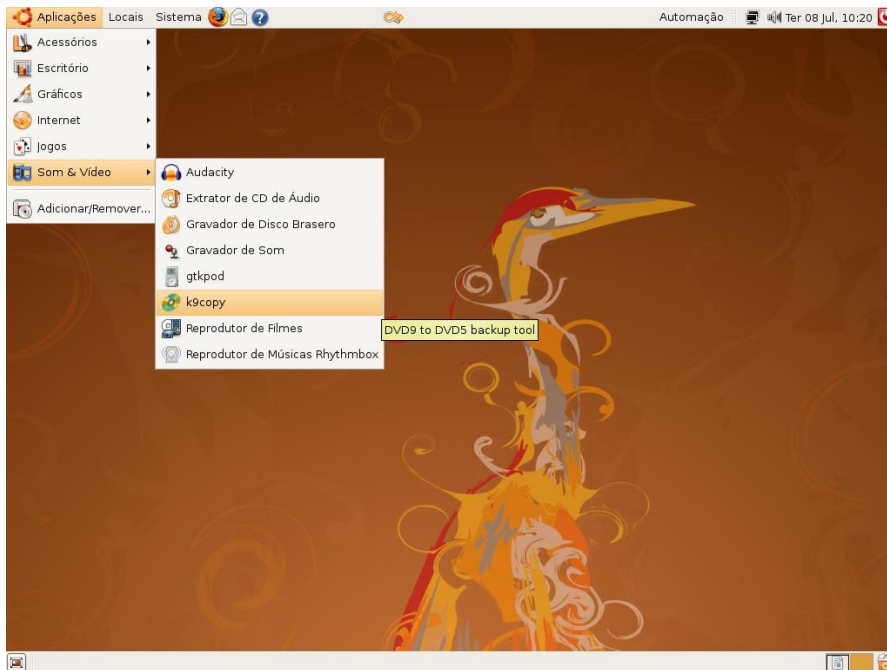 Aplicações Locais Sistema Automação Ter 08 Jul, 10:20
Acessórios
Escritório
Gráficos
Internet
Jogos
Som & Vídeo
Adicionar/Remover...
Audacity
Extrator de CD de Áudio
Gravador de Disco Brasero
Gravador de Som
gtkpod
k9copy
DVD9 to DVD5 backup tool
Reprodutor de Filmes
Reprodutor de Músicas Rhythmbox